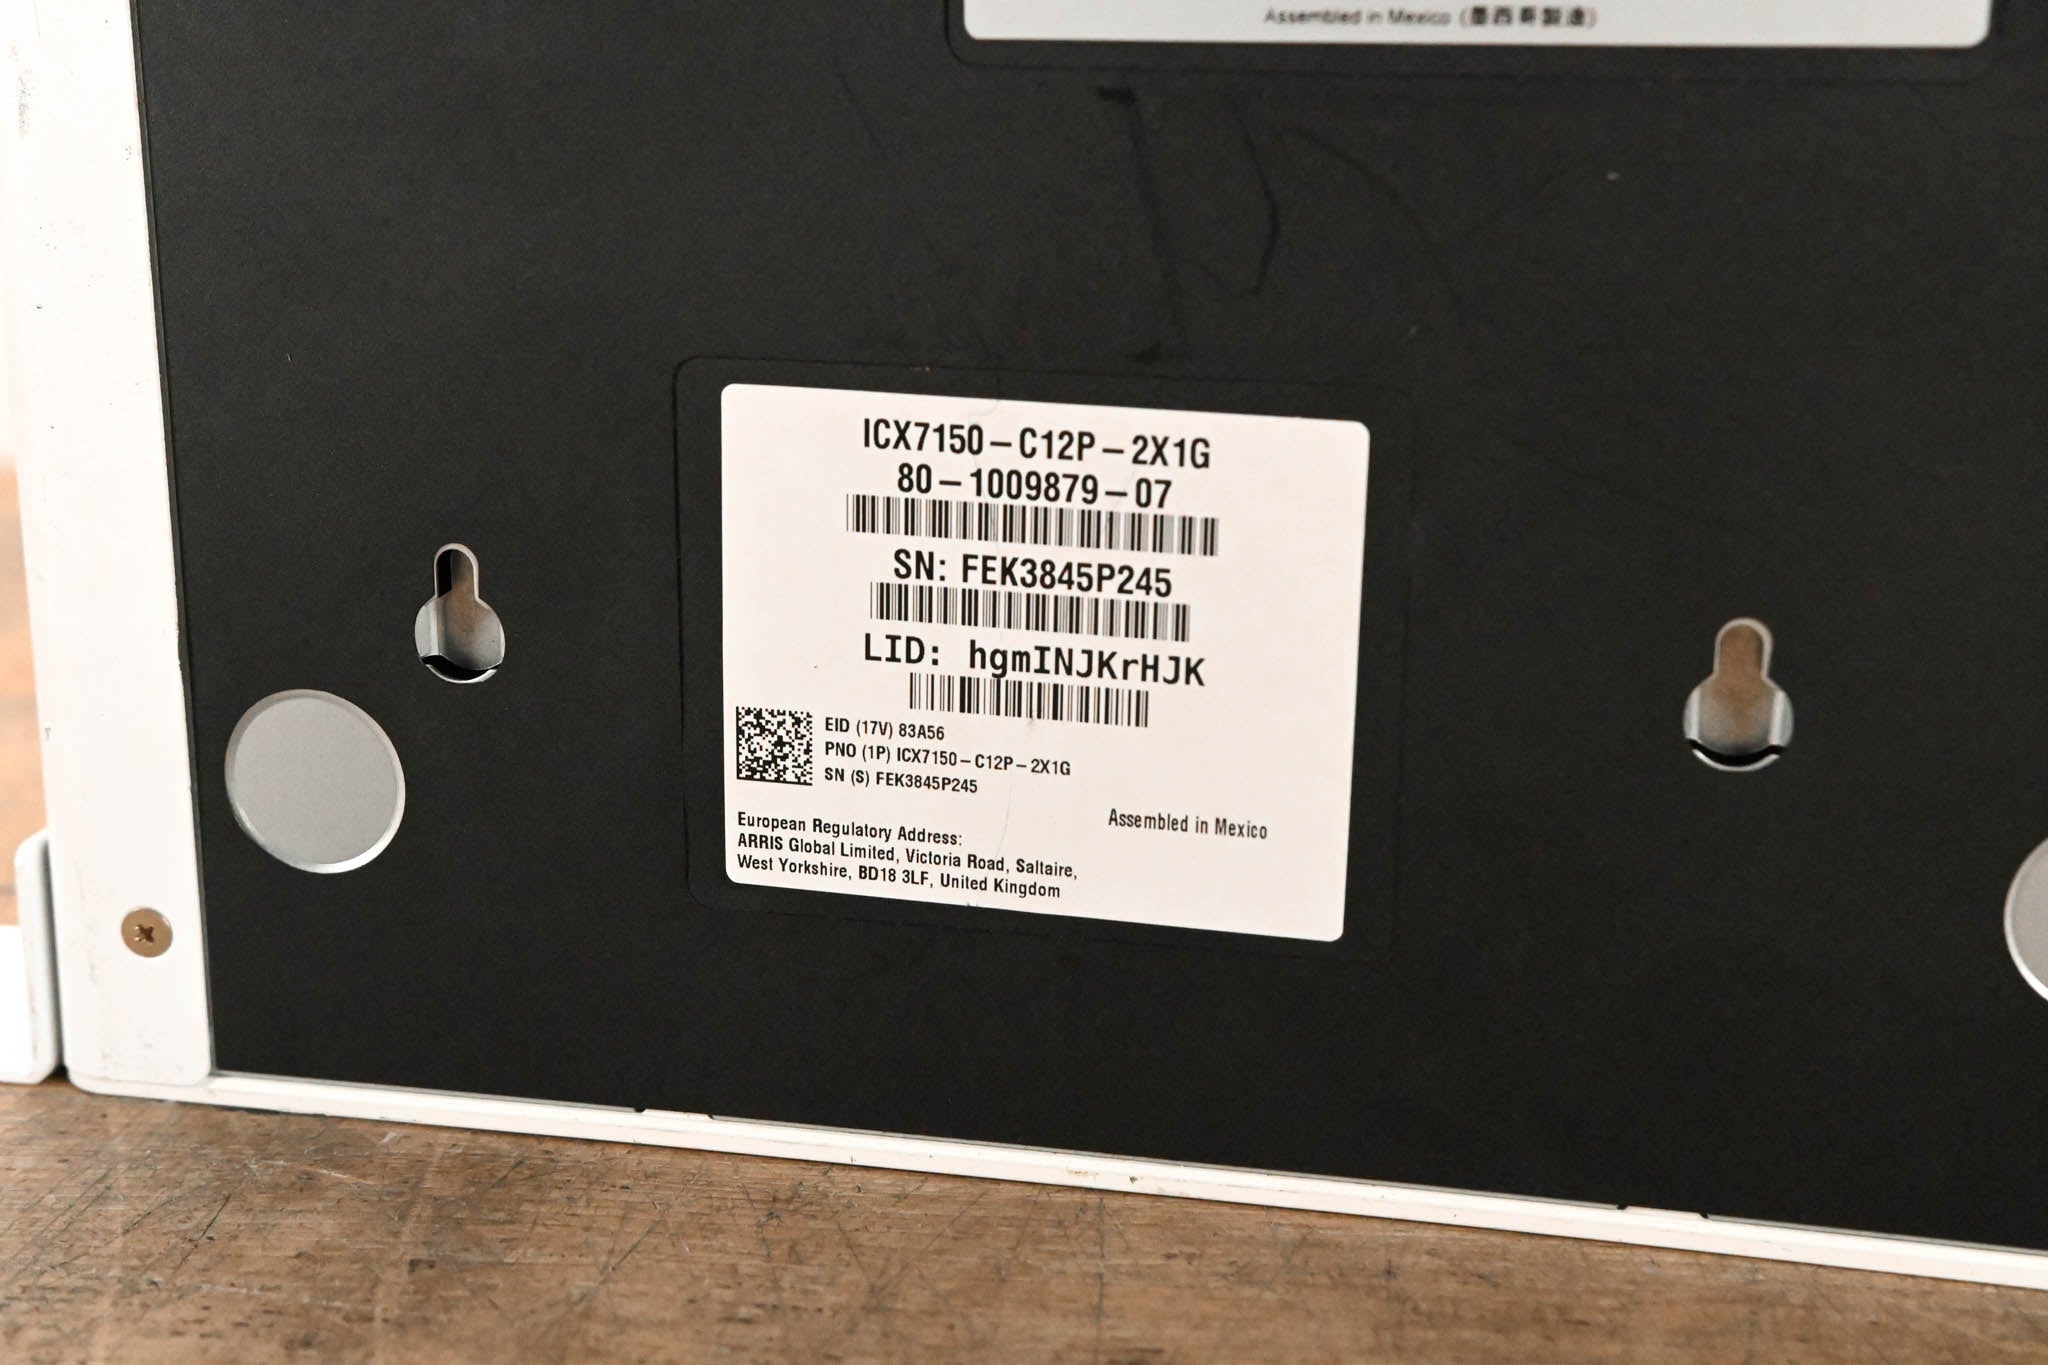 Assembled in Mexico (墨西哥製造)
ICX7150–C12P–2X1G
80–1009879–07
SN: FEK3845P245
LID: hgmINJKrHJK
EID (17V) 83A56
PNO (1P) ICX7150–C12P–2X1G
SN (S) FEK3845P245
Assembled in Mexico
European Regulatory Address:
ARRIS Global Limited, Victoria Road, Saltaire,
West Yorkshire, BD18 3LF, United Kingdom